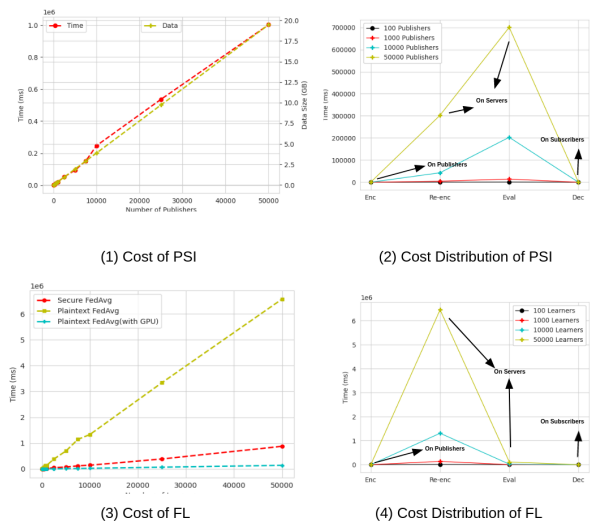 1e6
Time
Data
1.0
0.8
0.6
0.4
0.2
0.0
Time (ms)
20.0
17.5
15.0
12.5
10.0
7.5
5.0
2.5
0.0
Data Size (GB)
0
10000
20000
30000
40000
50000
Number of Publishers
(1) Cost of PSI
100 Publishers
1000 Publishers
10000 Publishers
50000 Publishers
700000
600000
500000
400000
300000
200000
100000
0
Time (ms)
On Servers
On Publishers
On Subscribers
Enc
Re-enc
Eval
Dec
(2) Cost Distribution of PSI
1e6
Secure FedAvg
Plaintext FedAvg
Plaintext FedAvg(with GPU)
6
5
4
3
2
1
0
Time (ms)
0
10000
20000
30000
40000
50000
(3) Cost of FL
1e6
100 Learners
1000 Learners
10000 Learners
50000 Learners
6
5
4
3
2
1
0
Time (ms)
On Servers
On Publishers
On Subscribers
Enc
Re-enc
Eval
Dec
(4) Cost Distribution of FL